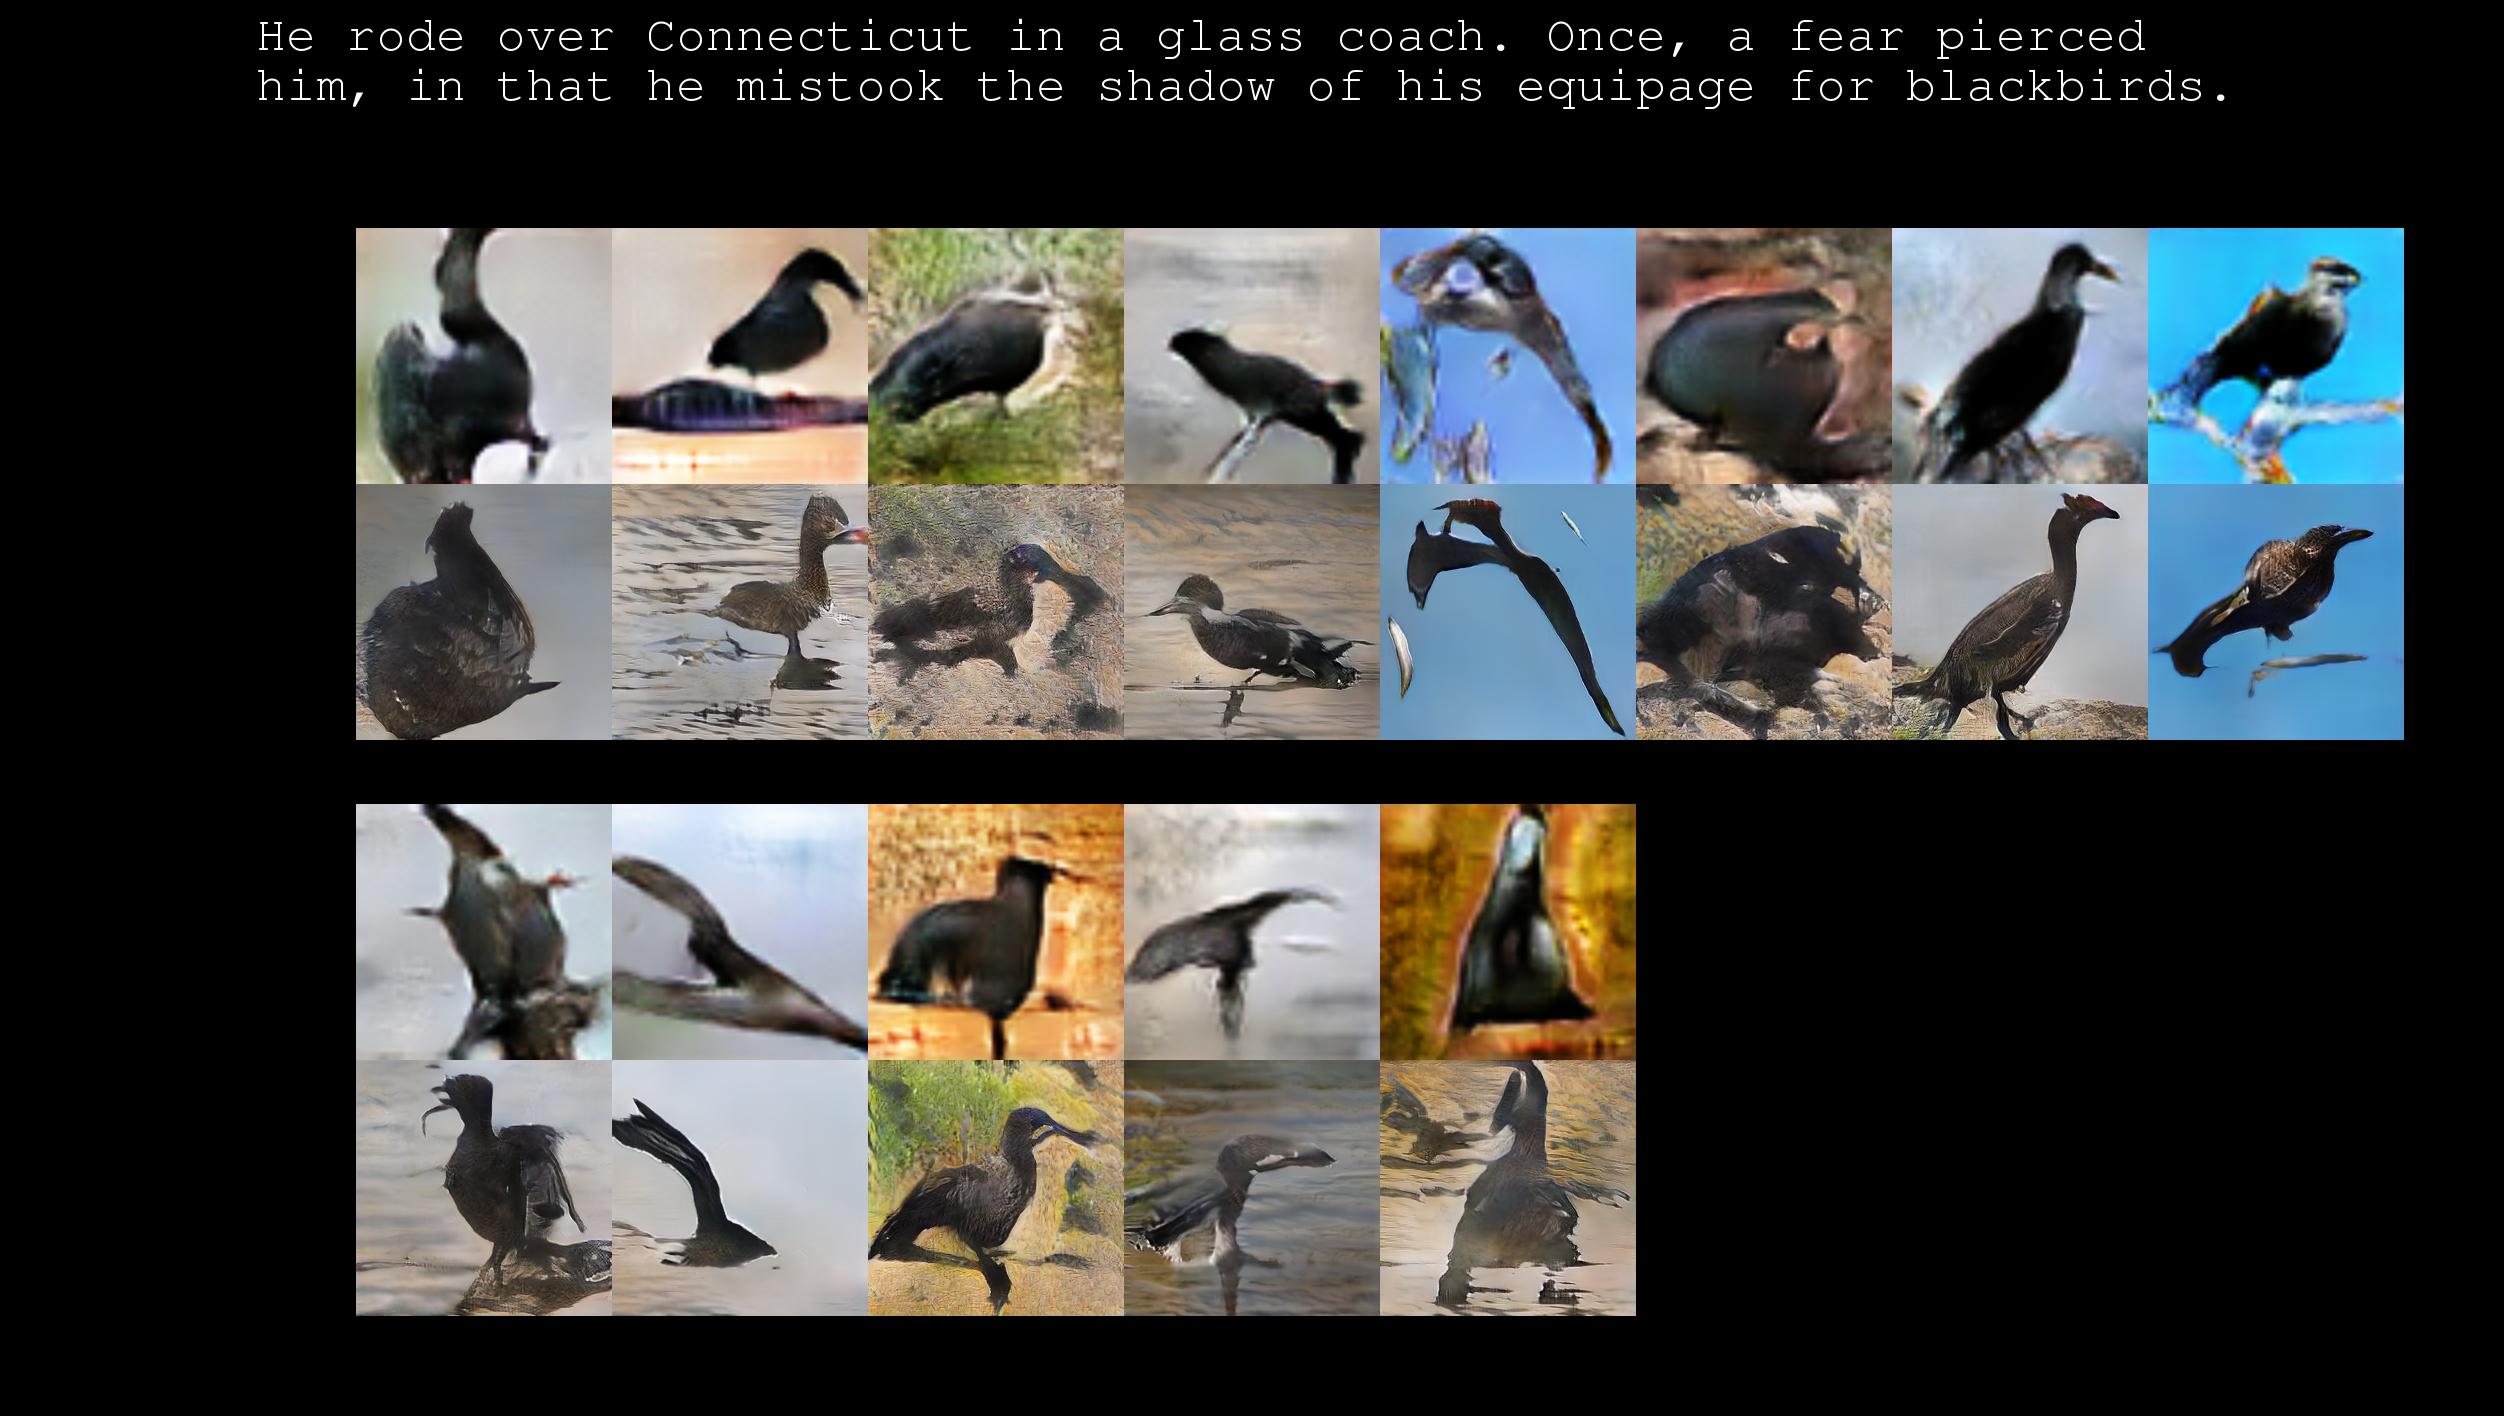 He rode over Connecticut in a glass coach. Once, a fear pierced
him, in that he mistook the shadow of his equipage for blackbirds.